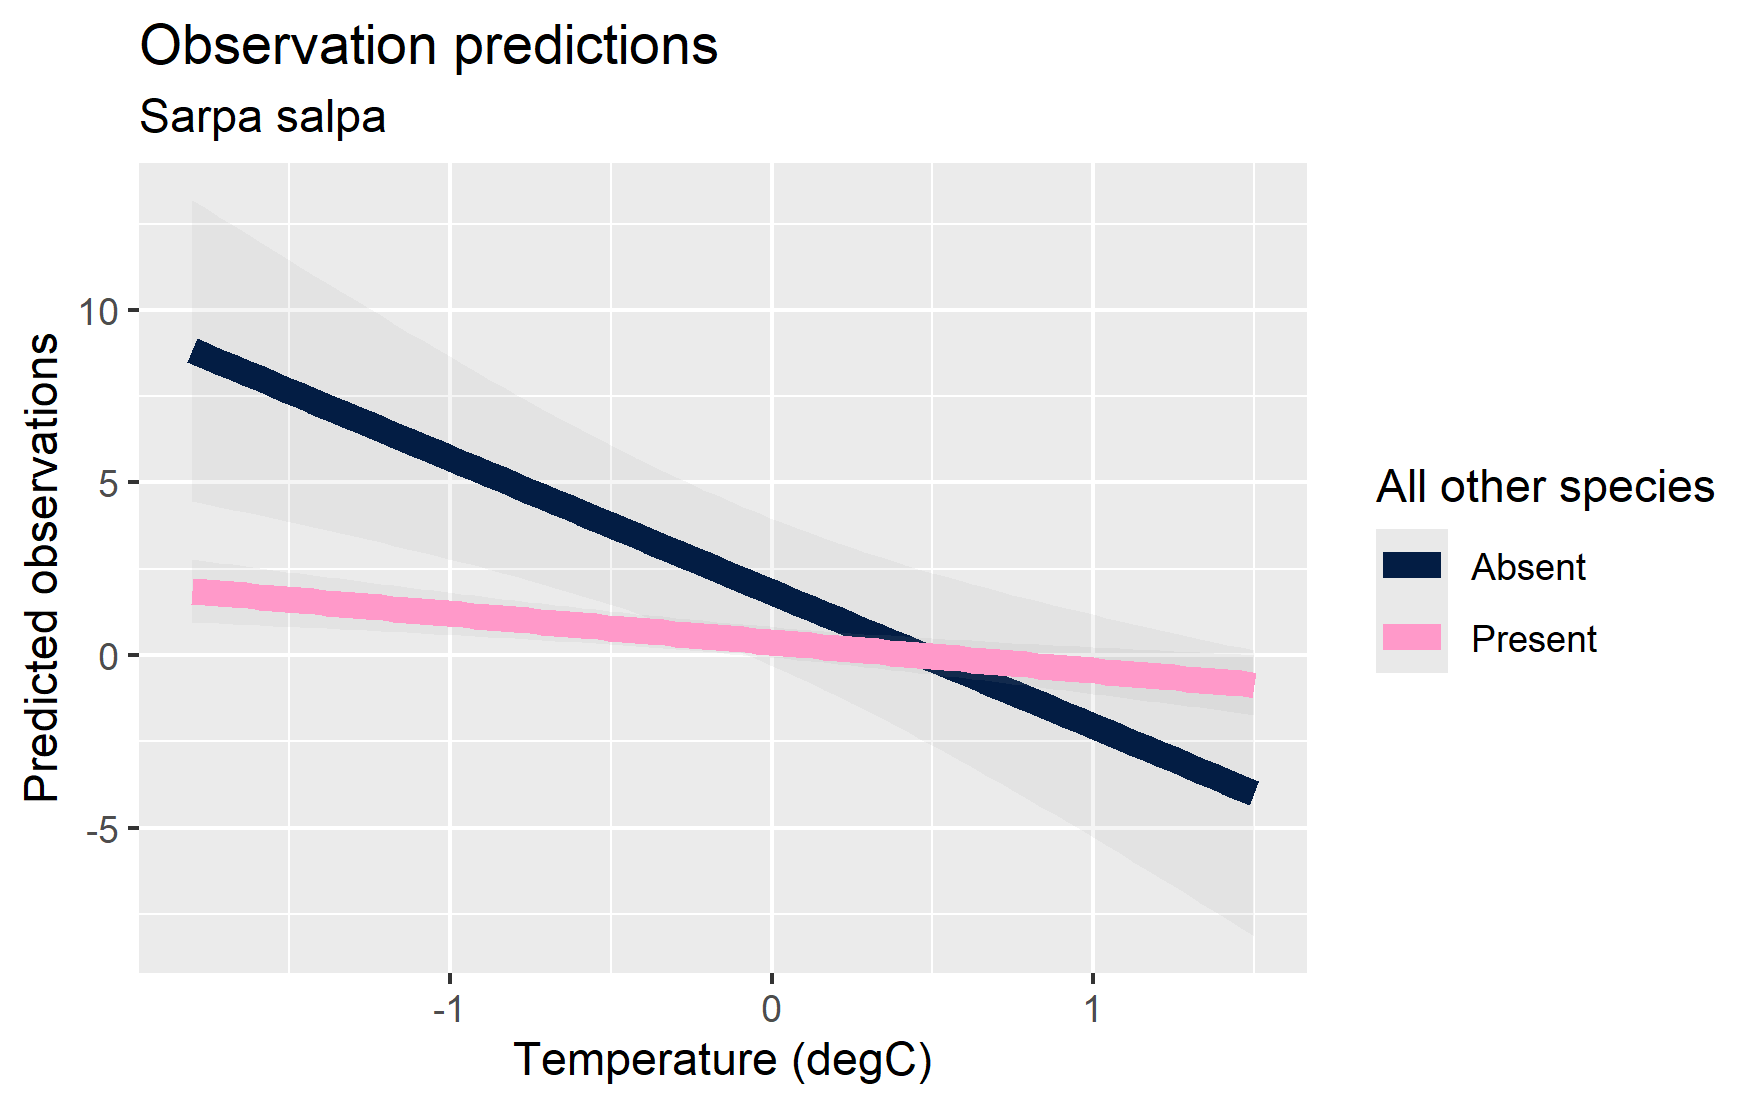 Observation predictions
Sarpa salpa
Predicted observations
10
5
0
-5
-1
0
1
Temperature (degC)
All other species
Absent
Present